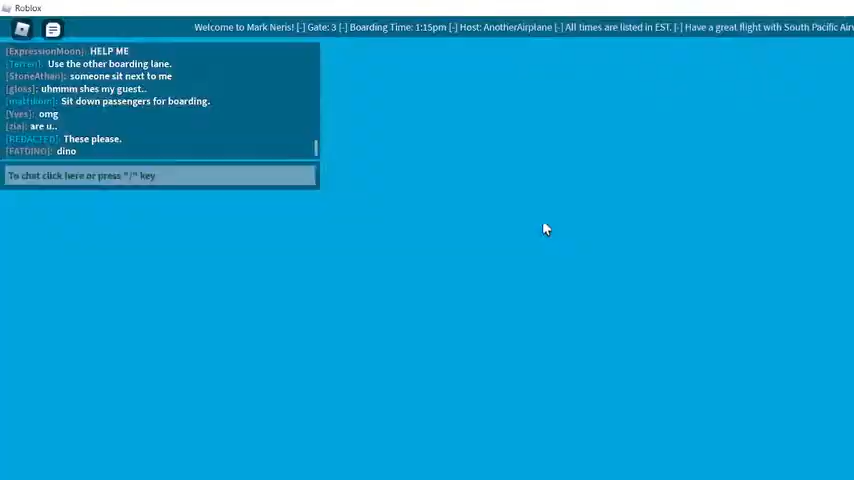 Roblox
Welcome to Mark Neris! [-] Gate: 3 [-] Boarding Time: 1:15pm [-] Host: AnotherAirplane [-] All times are listed in EST. [-] Have a great flight with South Pacific Air
[ExpressionMoon]: HELP ME
[Terren]: Use the other boarding lane.
[StoneAthan]: someone sit next to me
[gloss]: uhmmm shes my guest..
[mattikom]: Sit down passengers for boarding.
[Yves]: omg
[zia]: are u..
[REDACTED]: These please.
[FATDINO]: dino
To chat click here or press "/" key